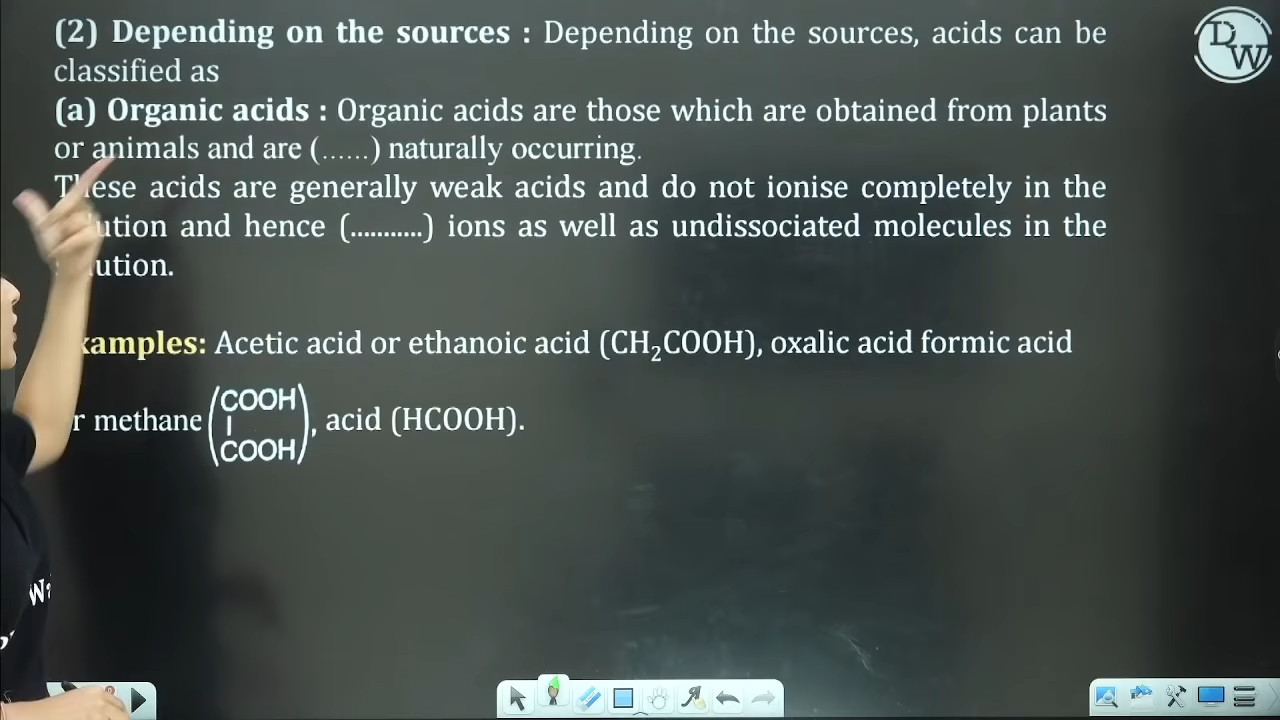 (2) Depending on the sources : Depending on the sources, acids can be
classified as
(a) Organic acids : Organic acids are those which are obtained from plants
or animals and are (......) naturally occurring.
These acids are generally weak acids and do not ionise completely in the
ution and hence (...........) ions as well as undissociated molecules in the
ution.
xamples: Acetic acid or ethanoic acid (CH₂COOH), oxalic acid formic acid
r methane (COOH
|
COOH), acid (HCOOH).
DW